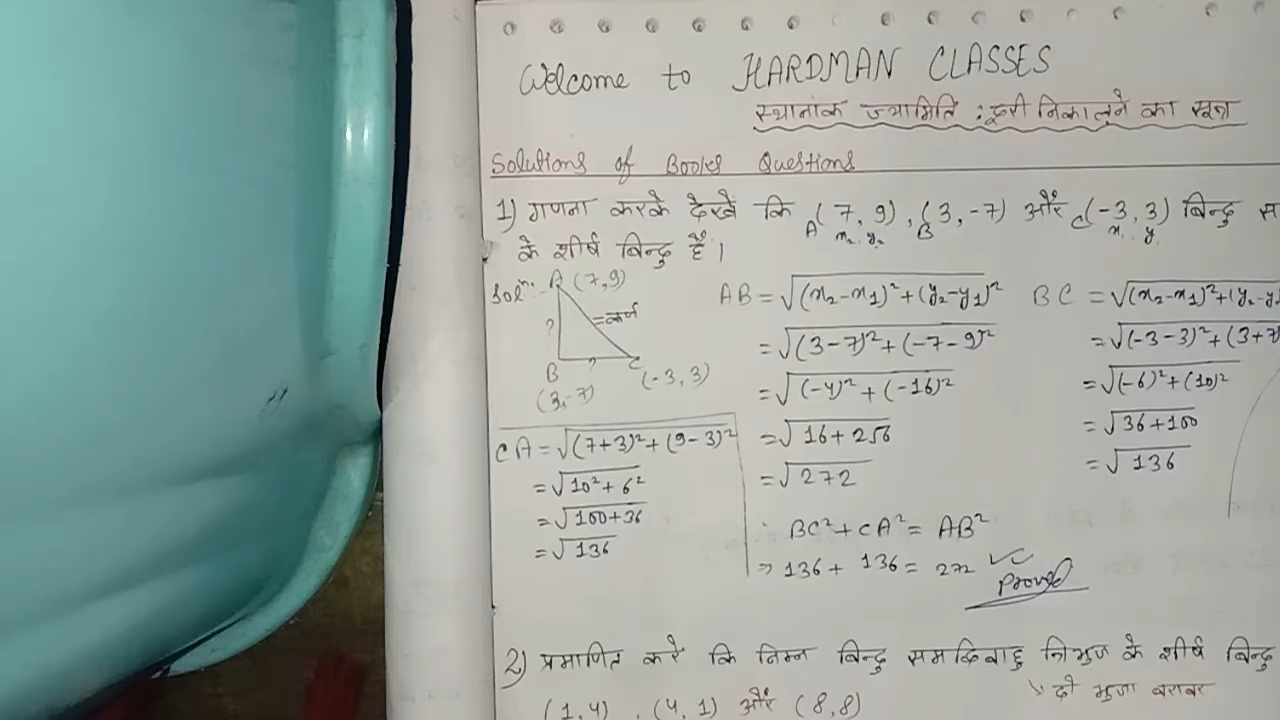 Welcome to HARDMAN CLASSES
स्थानांक ज्यामिति : दूरी निकालने का सूत्र
Solutions of Books Questions
1) गणना करके देखें कि A(7, 9), B(3, -7) और C(-3, 3) बिन्दु
x₂ y₂ x₁ y₁
के शीर्ष बिन्दु हैं।
Solⁿ:- A (7,9)
? =कर्ण
B ? C
(3,-7) (-3, 3)
AB = √(x₂-x₁)²+(y₂-y₁)²
= √(3-7)²+(-7-9)²
= √(-4)²+(-16)²
= √16+256
= √272
BC = √(x₂-x₁)²+(y₂-y
= √(-3-3)²+(3+7)
= √(-6)²+(10)²
= √36+100
= √136
CA = √(7+3)²+(9-3)²
= √10²+6²
= √100+36
= √136
∵ BC²+CA² = AB²
⇒ 136 + 136 = 272
Proved
2) प्रमाणित करें कि निम्न बिन्दु समद्विबाहु त्रिभुज के शीर्ष बिन्दु
दो भुजा बराबर
(1,4), (4,1) और (8,8)